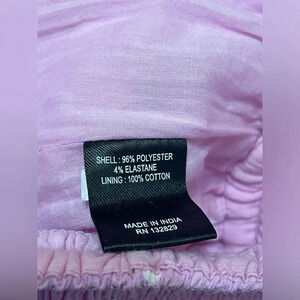 SHELL : 96% POLYESTER
4% ELASTANE
LINING : 100% COTTON
MADE IN INDIA
RN 132829